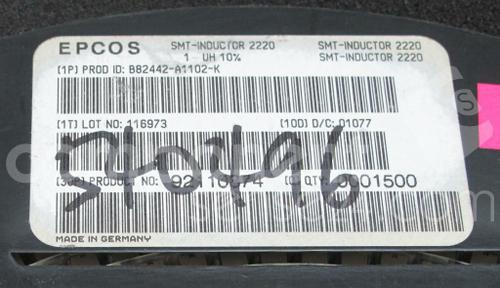 EPCOS SMT-INDUCTOR 2220 SMT-INDUCTOR 2220
1 UH 10% SMT-INDUCTOR 2220
(1P) PROD ID: B82442-A1102-K
(1T) LOT NO: 116973 (10D) D/C: 01077
540496
(30P) PRODUCT NO: (Q) QTY: 0001500
MADE IN GERMANY